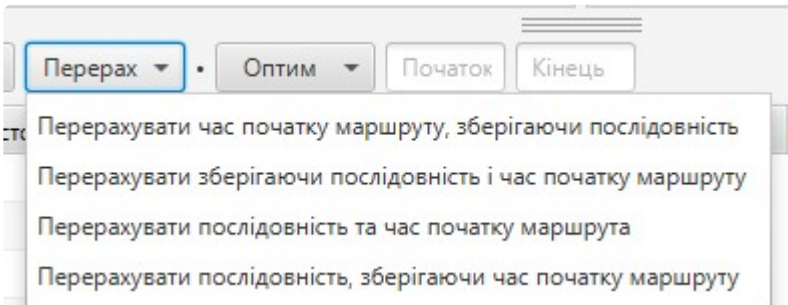 Перерах • Оптим Початок Кінець
Перерахувати час початку маршруту, зберігаючи послідовність
Перерахувати зберігаючи послідовність і час початку маршруту
Перерахувати послідовність та час початку маршрута
Перерахувати послідовність, зберігаючи час початку маршруту